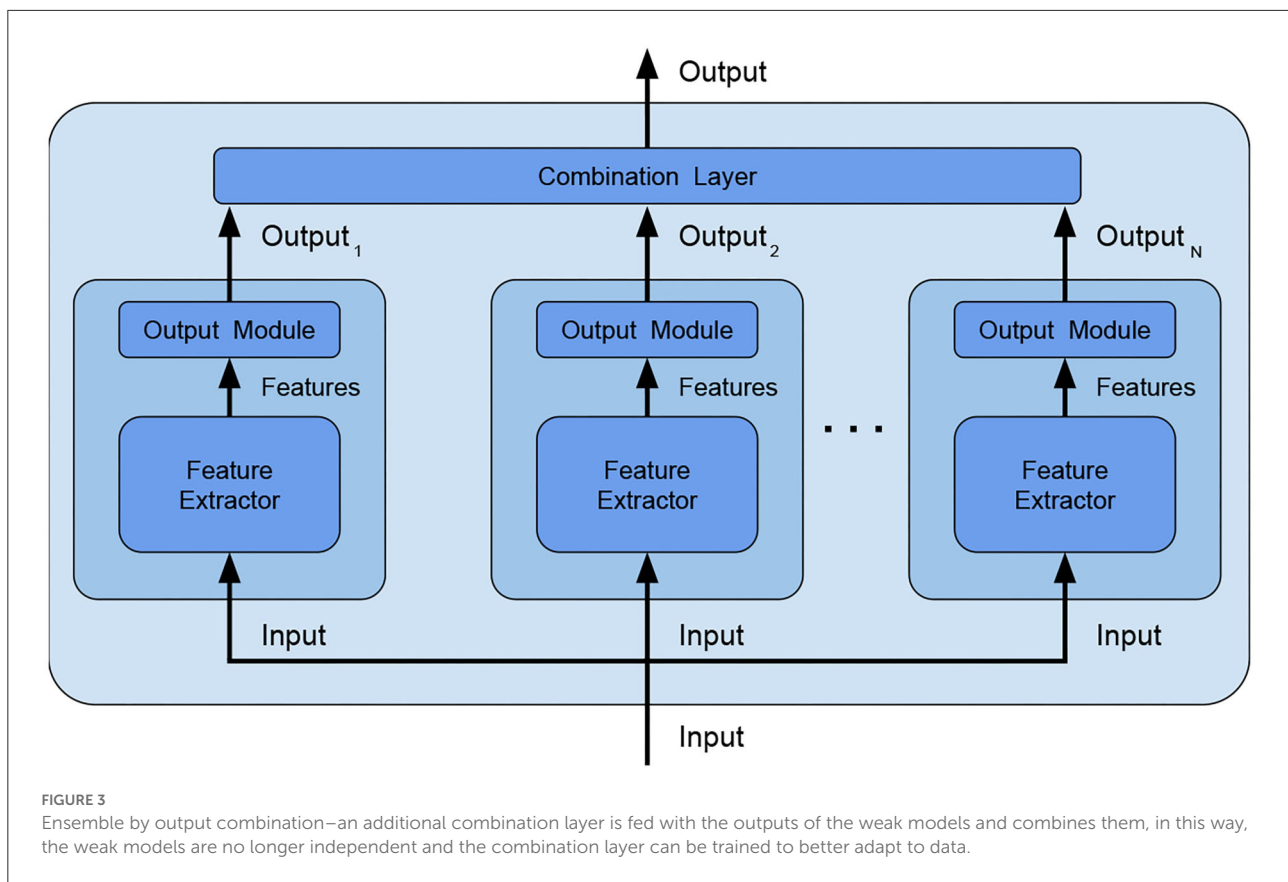 Output
Combination Layer
Output 1
Output 2
Output N
Output Module
Output Module
Output Module
Features
Features
Features
Feature
Extractor
Feature
Extractor
. . .
Feature
Extractor
Input
Input
Input
Input
FIGURE 3
Ensemble by output combination–an additional combination layer is fed with the outputs of the weak models and combines them, in this way,
the weak models are no longer independent and the combination layer can be trained to better adapt to data.